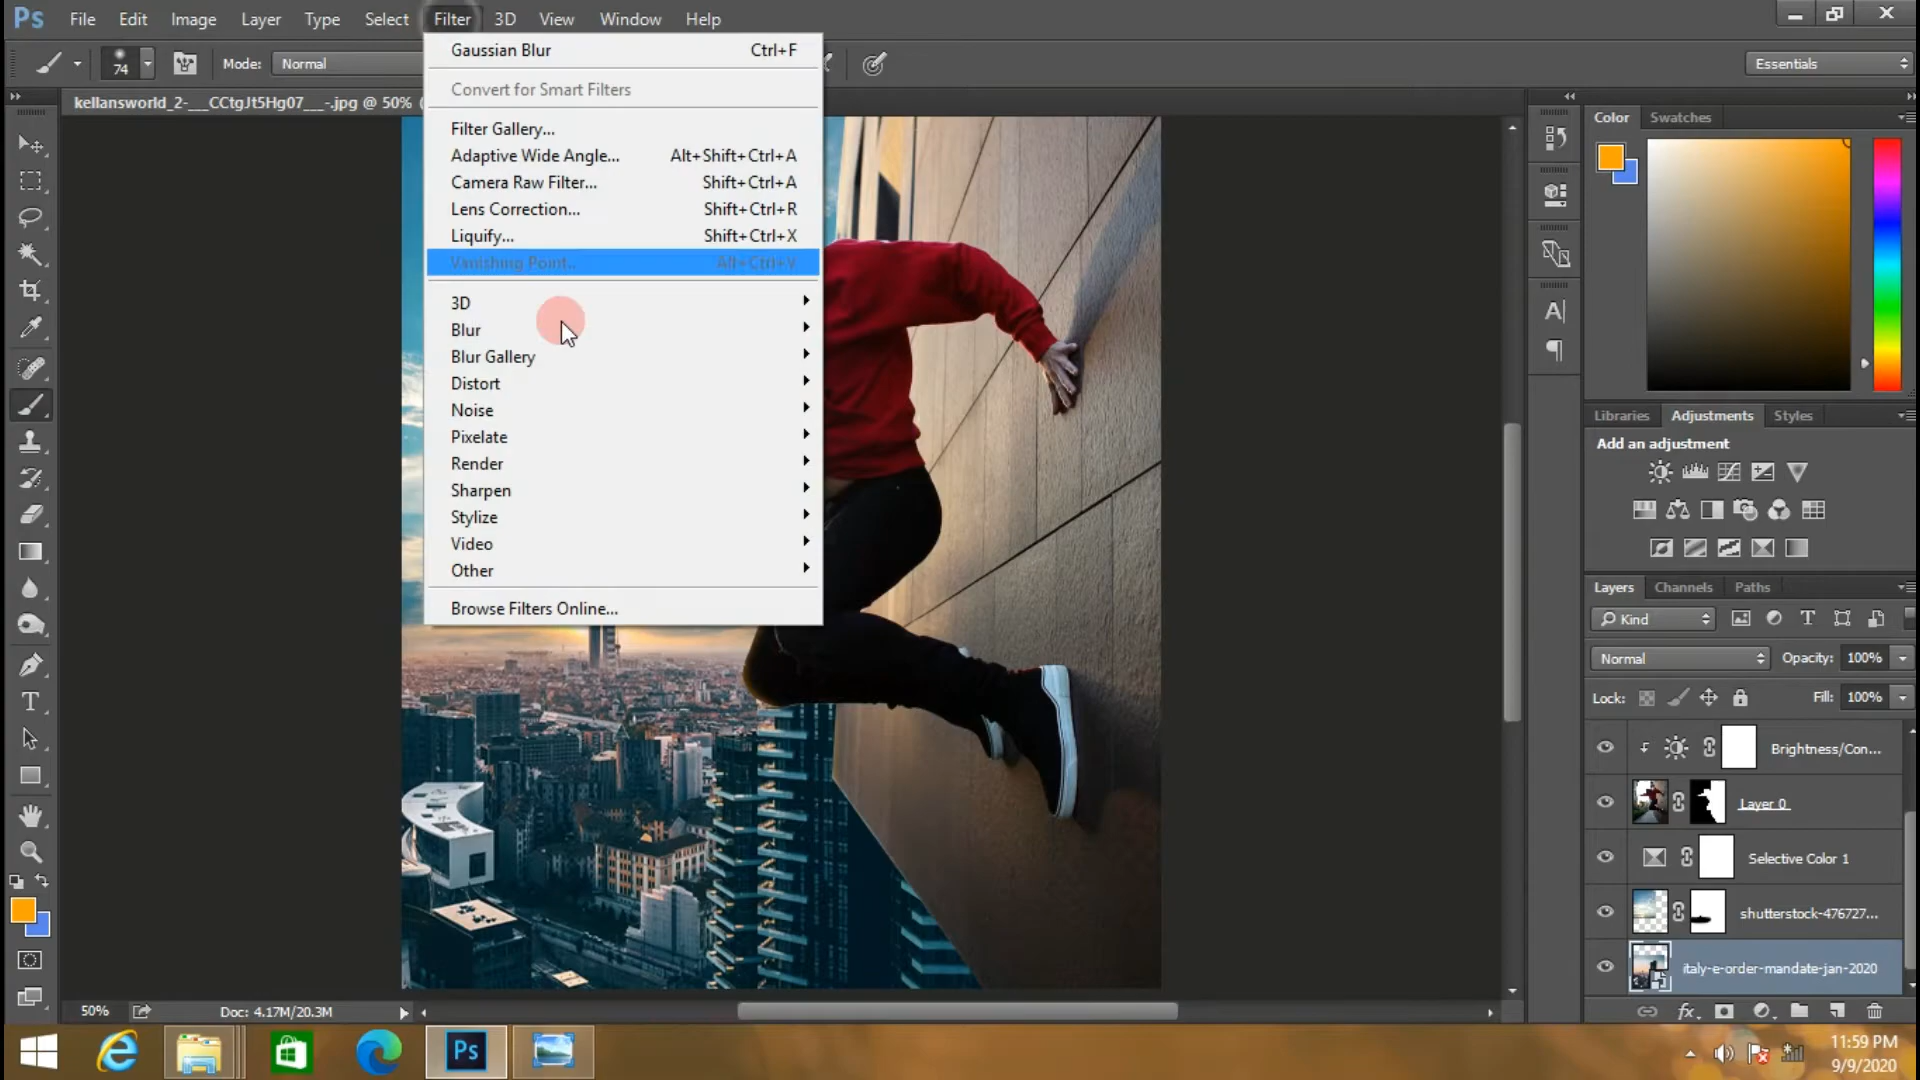 Ps File Edit Image Layer Type Select Filter 3D View Window Help
74 Mode: Normal Essentials
kellansworld_2-___CCtgJt5Hg07___-.jpg @ 50% (
Gaussian Blur Ctrl+F
Convert for Smart Filters
Filter Gallery...
Adaptive Wide Angle... Alt+Shift+Ctrl+A
Camera Raw Filter... Shift+Ctrl+A
Lens Correction... Shift+Ctrl+R
Liquify... Shift+Ctrl+X
Vanishing Point... Alt+Ctrl+V
3D
Blur
Blur Gallery
Distort
Noise
Pixelate
Render
Sharpen
Stylize
Video
Other
Browse Filters Online...
Color Swatches
Libraries Adjustments Styles
Add an adjustment
Layers Channels Paths
Kind
Normal Opacity: 100%
Lock: Fill: 100%
Brightness/Con...
Layer 0
Selective Color 1
shutterstock-476727...
italy-e-order-mandate-jan-2020
50% Doc: 4.17M/20.3M
Ps
11:59 PM
9/9/2020